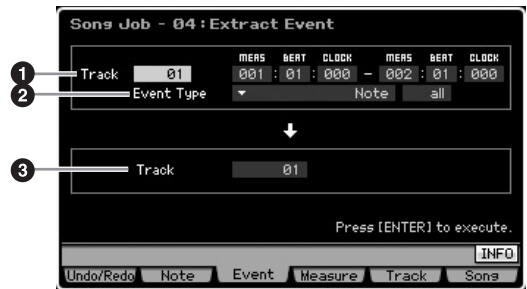 Song Job - 04:Extract Event
MEAS BEAT CLOCK MEAS BEAT CLOCK
1 Track 01 001 : 01 : 000 - 002 : 01 : 000
2 Event Type Note all
3 Track 01
Press [ENTER] to execute.
INFO
Undo/Redo Note Event Measure Track Song